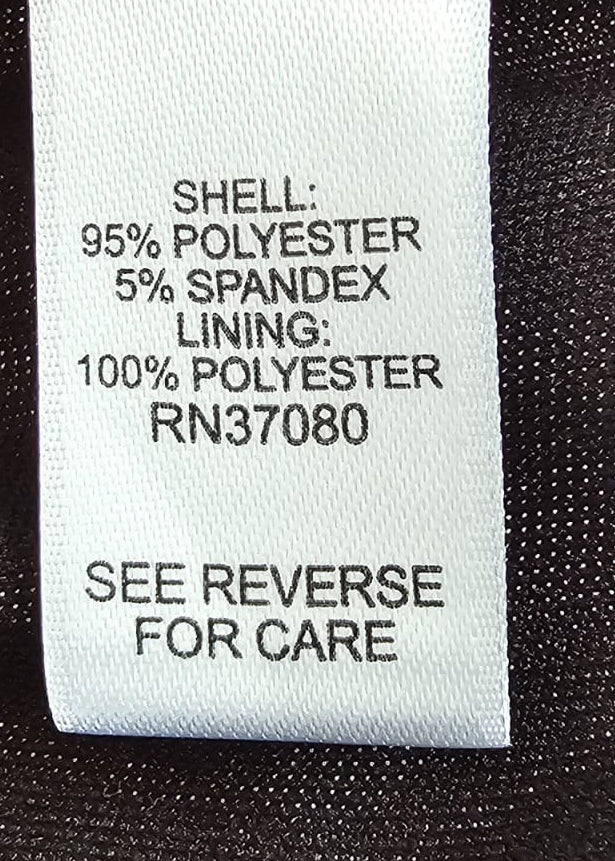 SHELL:
95% POLYESTER
5% SPANDEX
LINING:
100% POLYESTER
RN37080
SEE REVERSE
FOR CARE